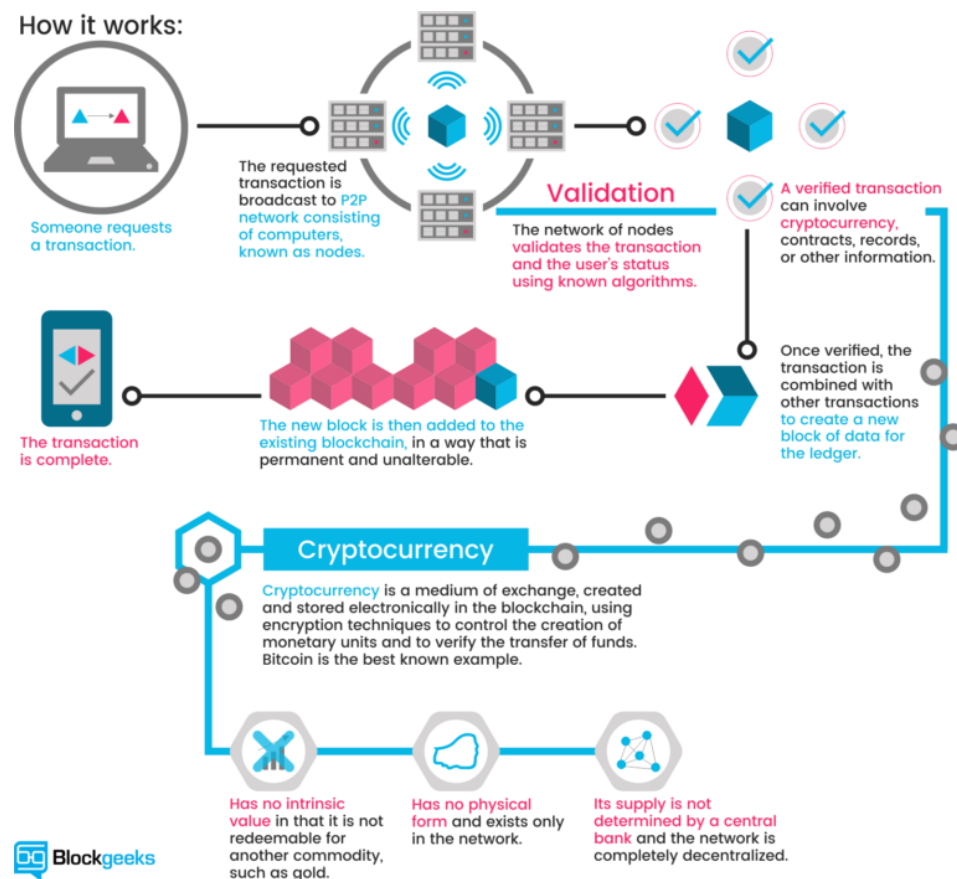 How it works:
Someone requests
a transaction.
The requested
transaction is
broadcast to P2P
network consisting
of computers,
known as nodes.
Validation
The network of nodes
validates the transaction
and the user's status
using known algorithms.
A verified transaction
can involve
cryptocurrency,
contracts, records,
or other information.
Once verified, the
transaction is
combined with
other transactions
to create a new
block of data for
the ledger.
The new block is then added to the
existing blockchain, in a way that is
permanent and unalterable.
The transaction
is complete.
Cryptocurrency
Cryptocurrency is a medium of exchange, created
and stored electronically in the blockchain, using
encryption techniques to control the creation of
monetary units and to verify the transfer of funds.
Bitcoin is the best known example.
Has no intrinsic
value in that it is not
redeemable for
another commodity,
such as gold.
Has no physical
form and exists only
in the network.
Its supply is not
determined by a central
bank and the network is
completely decentralized.
Blockgeeks